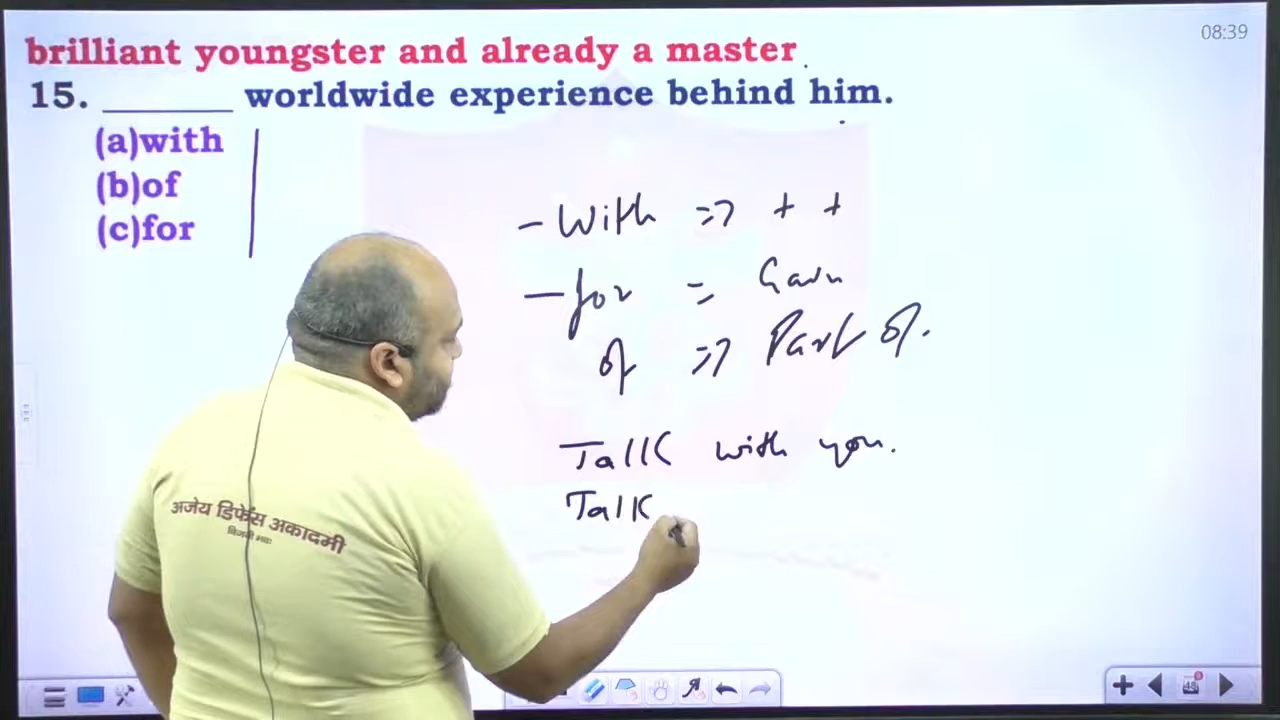 08:39
brilliant youngster and already a master
15. ______ worldwide experience behind him.
(a)with
(b)of
(c)for
- With => + +
- for = Gain
of => Part of.
Talk with you.
Talk
अजेय डिफेंस अकादमी